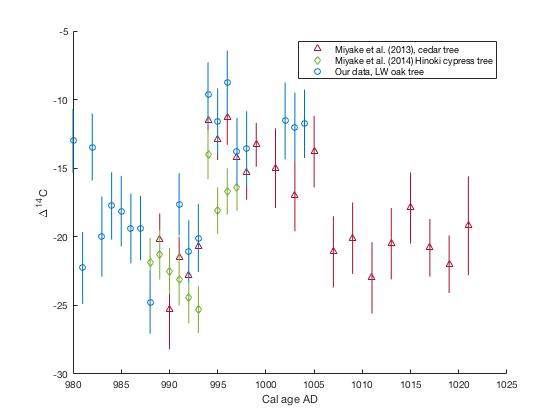 Miyake et al. (2013), cedar tree
Miyake et al. (2014) Hinoki cypress tree
Our data, LW oak tree
-5
-10
-15
-20
-25
-30
Δ 14C
980 985 990 995 1000 1005 1010 1015 1020 1025
Cal age AD